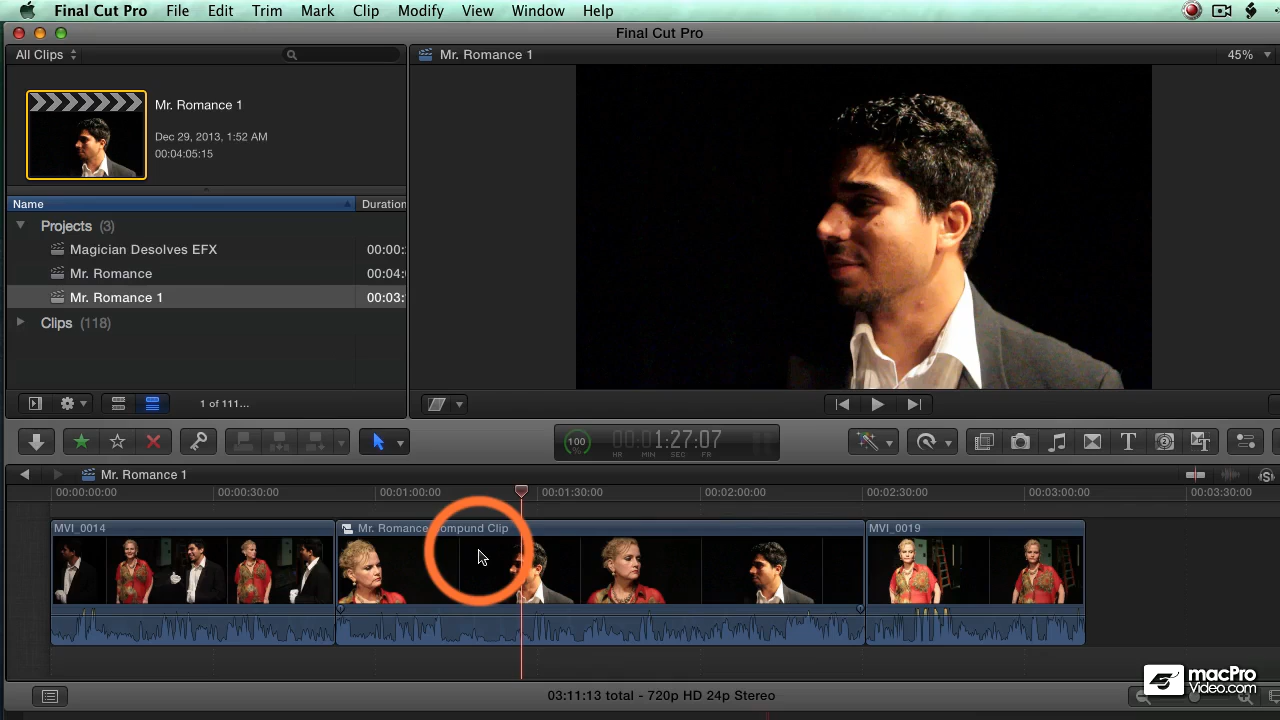 Final Cut Pro File Edit Trim Mark Clip Modify View Window Help
Final Cut Pro
All Clips
Mr. Romance 1
45%
Mr. Romance 1
Dec 29, 2013, 1:52 AM
00:04:05:15
Name Duration
Projects (3)
Magician Desolves EFX 00:00:
Mr. Romance 00:04:
Mr. Romance 1 00:03:
Clips (118)
1 of 111...
100 % 00:01:27:07
HR MIN SEC FR
T
Mr. Romance 1
00:00:00:00 00:00:30:00 00:01:00:00 00:01:30:00 00:02:00:00 00:02:30:00 00:03:00:00 00:03:30:00
MVI_0014 Mr. Romance Compund Clip MVI_0019
03:11:13 total - 720p HD 24p Stereo
macPro
Video.com